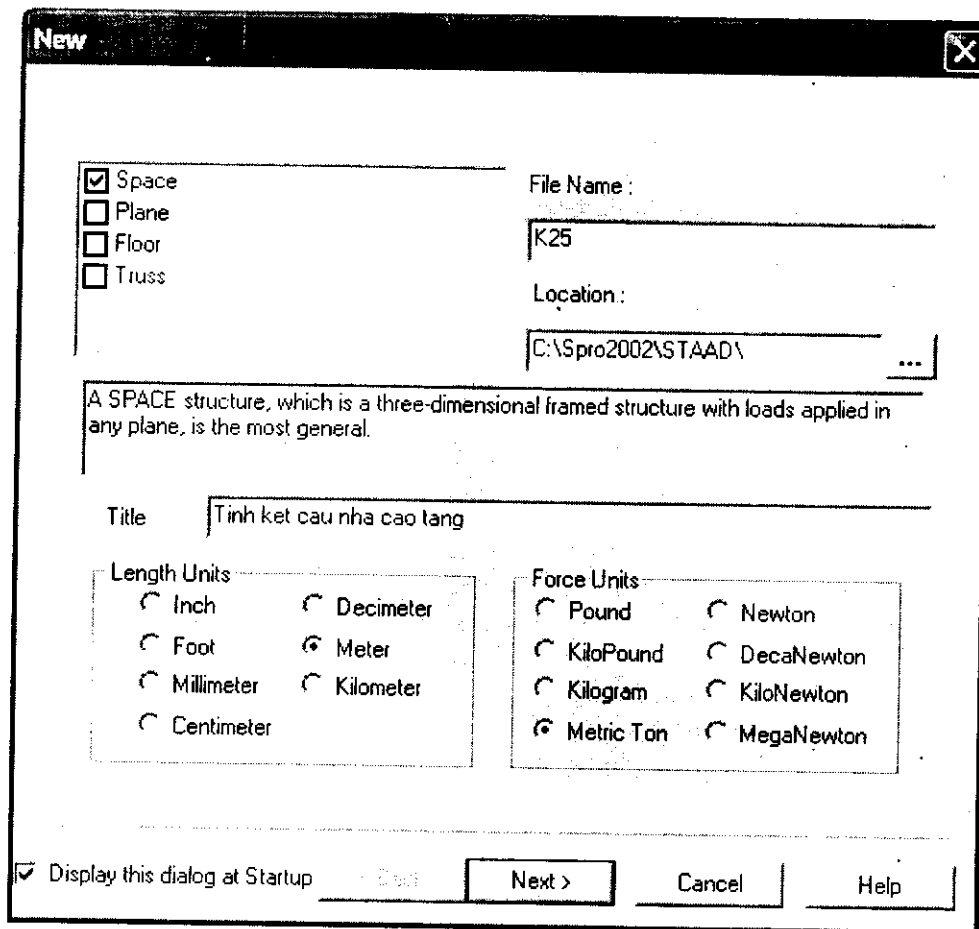 New
Space
Plane
Floor
Truss
File Name :
K25
Location :
C:\Spro2002\STAAD\
...
A SPACE structure, which is a three-dimensional framed structure with loads applied in
any plane, is the most general.
Title
Tinh ket cau nha cao tang
Length Units
Inch
Decimeter
Foot
Meter
Millimeter
Kilometer
Centimeter
Force Units
Pound
Newton
KiloPound
DecaNewton
Kilogram
KiloNewton
Metric Ton
MegaNewton
Display this dialog at Startup
Next >
Cancel
Help